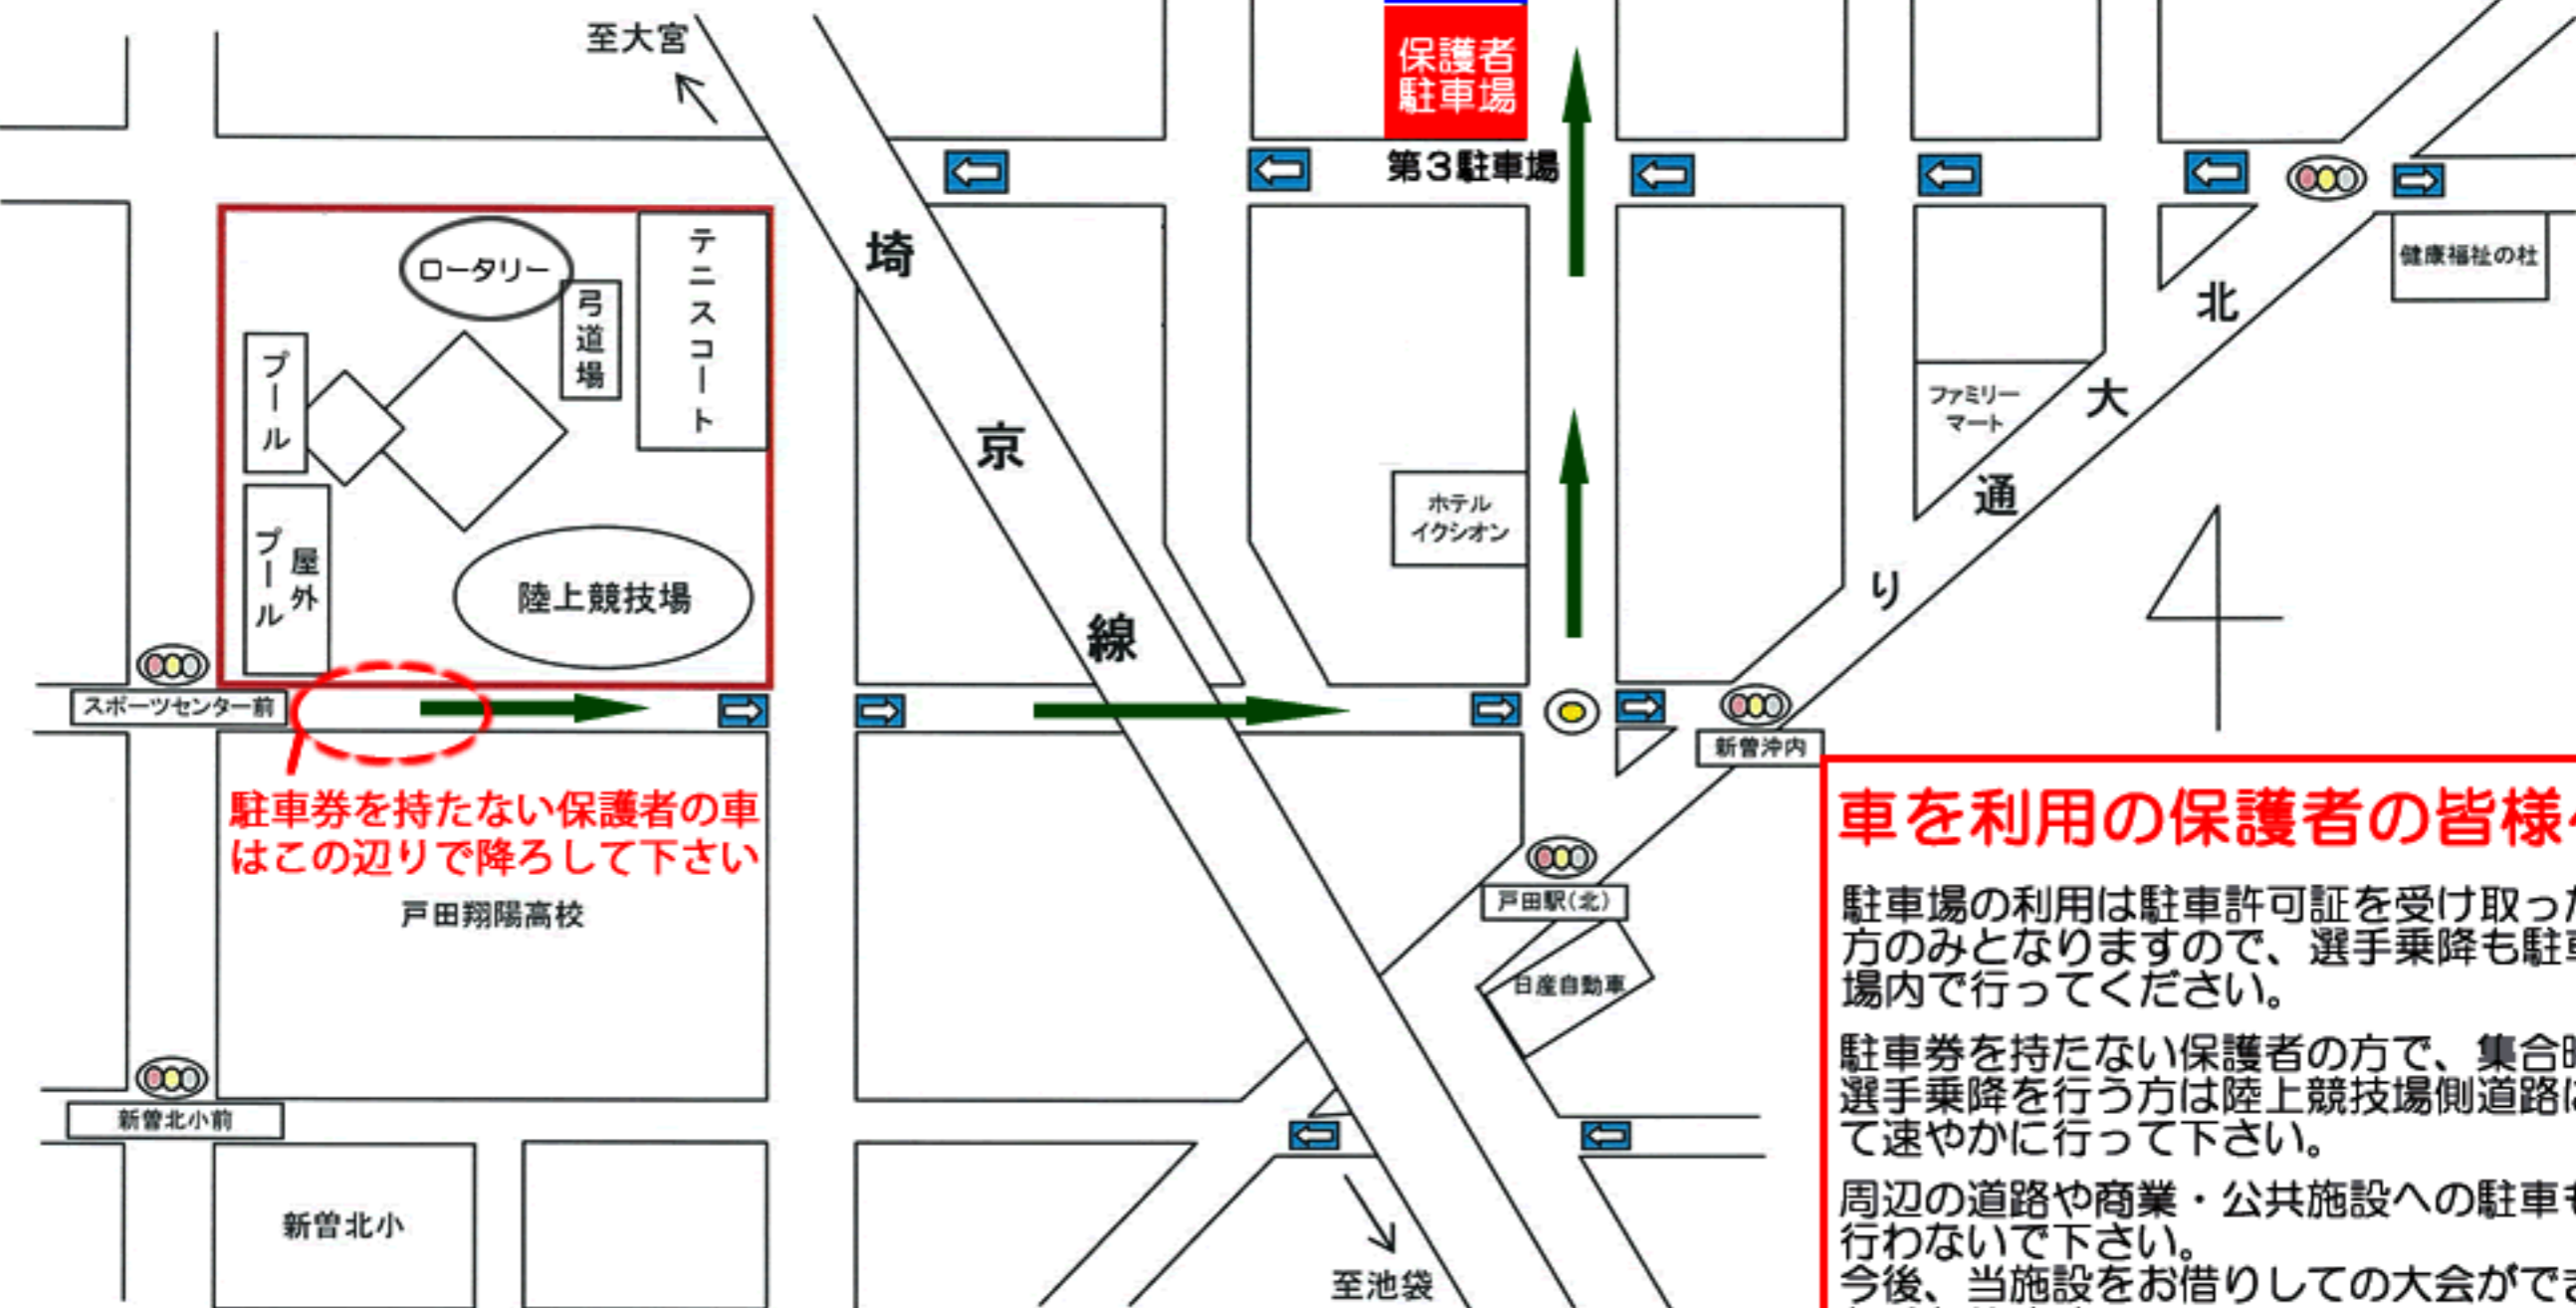 至大宮
保護者
駐車場
第3駐車場
ロータリー
テニスコート
弓道場
プール
屋外
プール
陸上競技場
埼京線
北大通り
健康福祉の杜
ファミリー
マート
ホテル
イクシオン
スポーツセンター前
新曽沖内
駐車券を持たない保護者の車
はこの辺りで降ろして下さい
戸田翔陽高校
戸田駅(北)
日産自動車
新曽北小前
新曽北小
至池袋
車を利用の保護者の皆様
駐車場の利用は駐車許可証を受け取った
方のみとなりますので、選手乗降も駐車
場内で行ってください。
駐車券を持たない保護者の方で、集合時
選手乗降を行う方は陸上競技場側道路に
て速やかに行って下さい。
周辺の道路や商業・公共施設への駐車も
行わないで下さい。
今後、当施設をお借りしての大会ができ